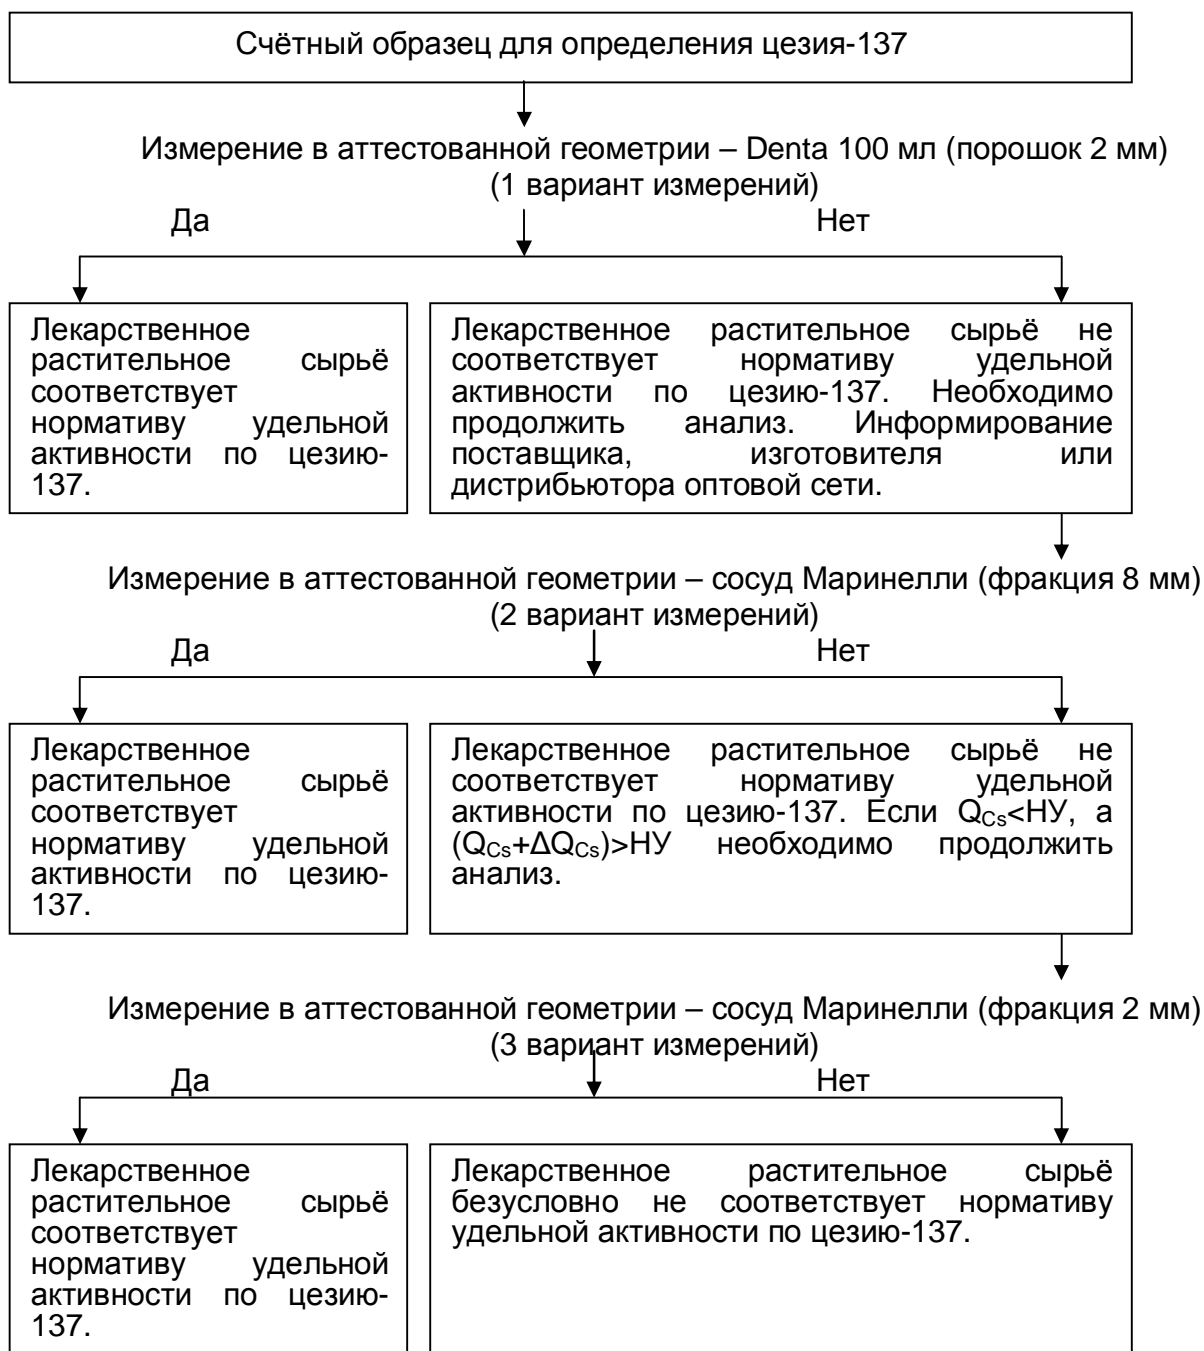 Счётный образец для определения цезия-137
Измерение в аттестованной геометрии – Denta 100 мл (порошок 2 мм)
(1 вариант измерений)
Да
Нет
Лекарственное
растительное сырьё
соответствует
нормативу удельной
активности по цезию-
137.
Лекарственное растительное сырьё не
соответствует нормативу удельной
активности по цезию-137. Необходимо
продолжить анализ. Информирование
поставщика, изготовителя или
дистрибьютора оптовой сети.
Измерение в аттестованной геометрии – сосуд Маринелли (фракция 8 мм)
(2 вариант измерений)
Да
Нет
Лекарственное
растительное сырьё
соответствует
нормативу удельной
активности по цезию-
137.
Лекарственное растительное сырьё не
соответствует нормативу удельной
активности по цезию-137. Если Q_Cs<НУ, а
(Q_Cs+ΔQ_Cs)>НУ необходимо продолжить
анализ.
Измерение в аттестованной геометрии – сосуд Маринелли (фракция 2 мм)
(3 вариант измерений)
Да
Нет
Лекарственное
растительное сырьё
соответствует
нормативу удельной
активности по цезию-
137.
Лекарственное растительное сырьё
безусловно не соответствует нормативу
удельной активности по цезию-137.